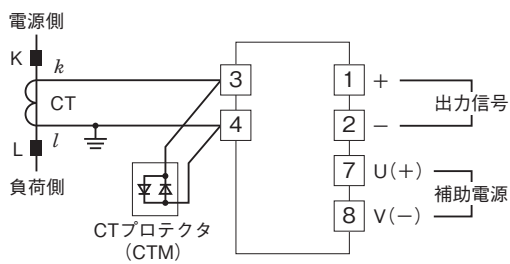 電源側
K
k
CT
l
L
負荷側
CTプロテクタ
(CTM)
3
4
1
+
2
−
出力信号
7
U(+)
8
V(−)
補助電源